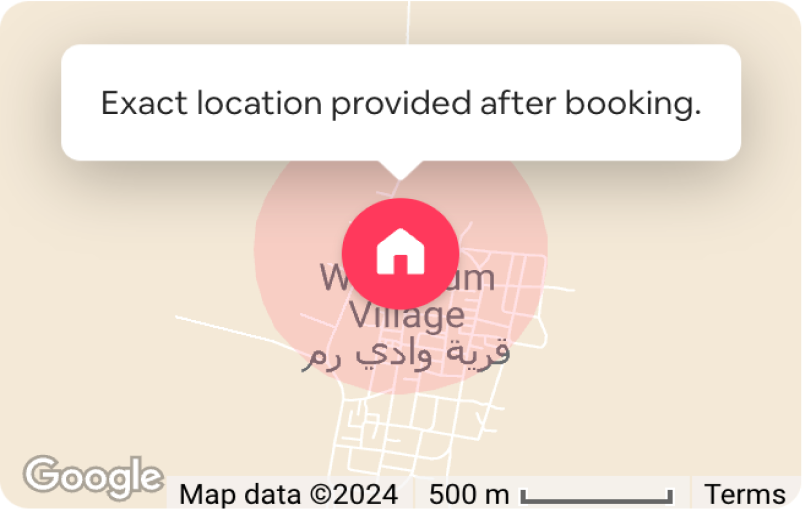 Exact location provided after booking.
Village
قرية وادي رم
Google
Map data ©2024 500 m Terms